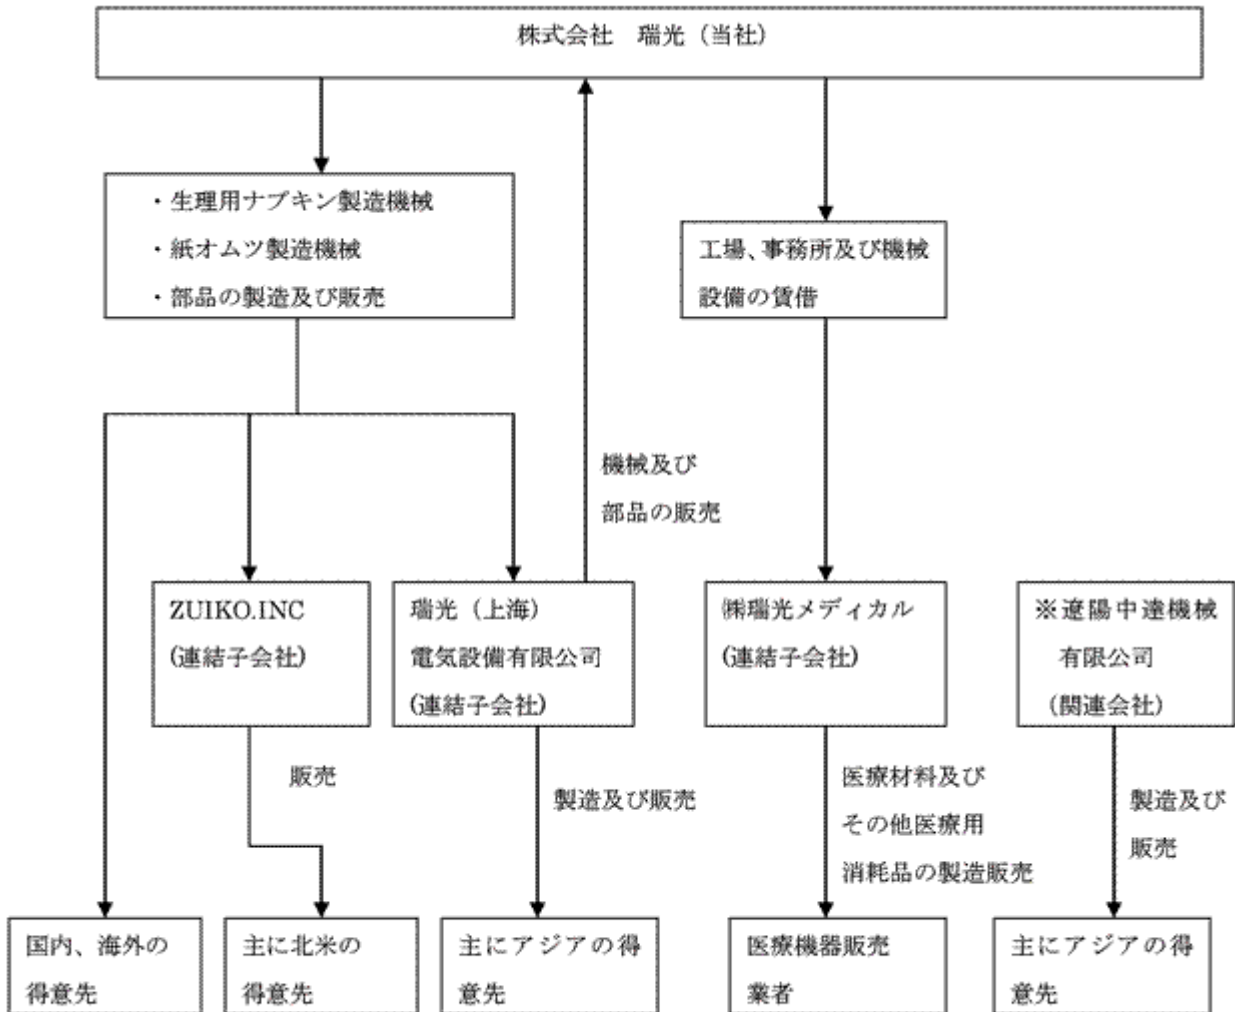 株式会社　瑞光（当社）
・生理用ナプキン製造機械
・紙オムツ製造機械
・部品の製造及び販売
工場、事務所及び機械
設備の賃借
機械及び
部品の販売
ZUIKO.INC
(連結子会社)
瑞光（上海）
電気設備有限公司
(連結子会社)
㈱瑞光メディカル
(連結子会社)
※遼陽中達機械
有限公司
（関連会社）
販売
製造及び販売
医療材料及び
その他医療用
消耗品の製造販売
製造及び
販売
国内、海外の
得意先
主に北米の
得意先
主にアジアの得
意先
医療機器販売
業者
主にアジアの得
意先